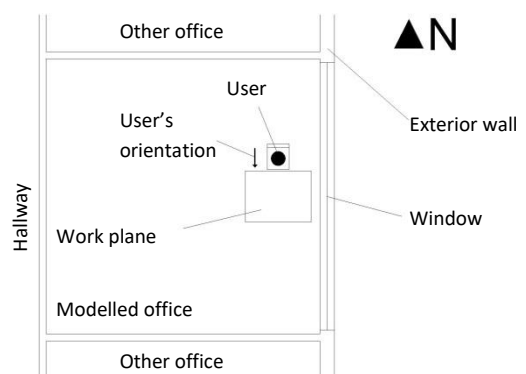 Other office
N
User
User's
orientation
Exterior wall
Hallway
Window
Work plane
Modelled office
Other office